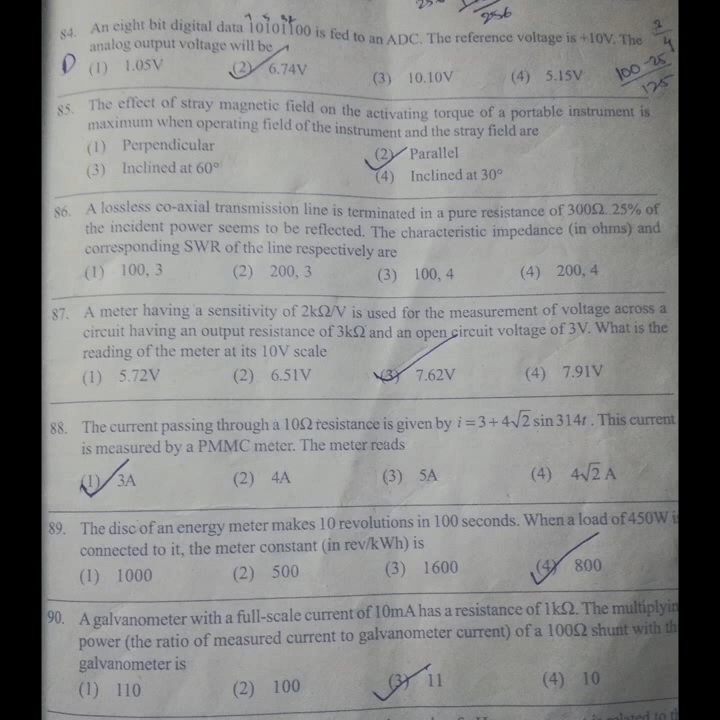 256
84. An eight bit digital data 10101100 is fed to an ADC. The reference voltage is +10V. The
analog output voltage will be
(1) 1.05V (2) 6.74V (3) 10.10V (4) 5.15V
2/4
100-25
125
85. The effect of stray magnetic field on the activating torque of a portable instrument is
maximum when operating field of the instrument and the stray field are
(1) Perpendicular (2) Parallel
(3) Inclined at 60° (4) Inclined at 30°
86. A lossless co-axial transmission line is terminated in a pure resistance of 300Ω. 25% of
the incident power seems to be reflected. The characteristic impedance (in ohms) and
corresponding SWR of the line respectively are
(1) 100, 3 (2) 200, 3 (3) 100, 4 (4) 200, 4
87. A meter having a sensitivity of 2kΩ/V is used for the measurement of voltage across a
circuit having an output resistance of 3kΩ and an open circuit voltage of 3V. What is the
reading of the meter at its 10V scale
(1) 5.72V (2) 6.51V (3) 7.62V (4) 7.91V
88. The current passing through a 10Ω resistance is given by i = 3 + 4√2 sin 314t . This current
is measured by a PMMC meter. The meter reads
(1) 3A (2) 4A (3) 5A (4) 4√2 A
89. The disc of an energy meter makes 10 revolutions in 100 seconds. When a load of 450W i
connected to it, the meter constant (in rev/kWh) is
(1) 1000 (2) 500 (3) 1600 (4) 800
90. A galvanometer with a full-scale current of 10mA has a resistance of 1kΩ. The multiplyin
power (the ratio of measured current to galvanometer current) of a 100Ω shunt with th
galvanometer is
(1) 110 (2) 100 (3) 11 (4) 10